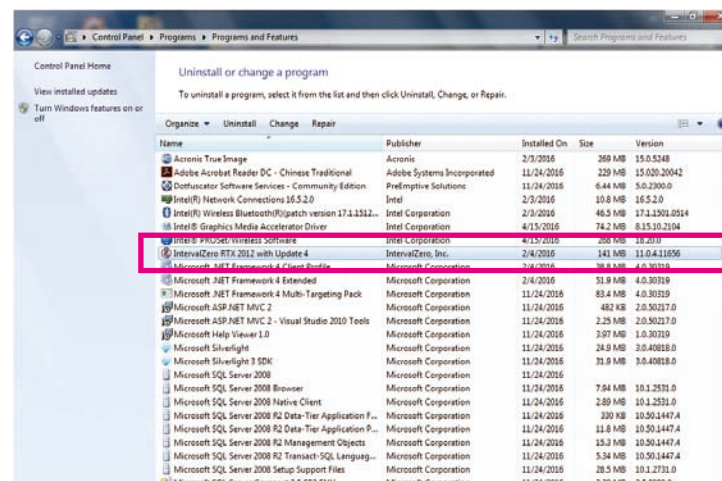 Control Panel ▸ Programs ▸ Programs and Features
Search Programs and Features
Control Panel Home
View installed updates
Turn Windows features on or off
Uninstall or change a program
To uninstall a program, select it from the list and then click Uninstall, Change, or Repair.
Organize Uninstall Change Repair
Name Publisher Installed On Size Version
Acronis True Image Acronis 2/3/2016 269 MB 15.0.5248
Adobe Acrobat Reader DC - Chinese Traditional Adobe Systems Incorporated 11/24/2016 229 MB 15.020.20042
Dotfuscator Software Services - Community Edition PreEmptive Solutions 11/24/2016 6.44 MB 5.0.2300.0
Intel(R) Network Connections 16.5.2.0 Intel 2/3/2016 10.8 MB 16.5.2.0
Intel(R) Wireless Bluetooth(R)(patch version 17.1.1512... Intel Corporation 2/3/2016 46.5 MB 17.1.1501.0514
Intel® Graphics Media Accelerator Driver Intel Corporation 4/15/2016 74.2 MB 8.15.10.2104
Intel® PROSet/Wireless Software Intel Corporation 4/15/2016 268 MB 18.20.0
IntervalZero RTX 2012 with Update 4 IntervalZero, Inc. 2/4/2016 141 MB 11.0.4.11656
Microsoft .NET Framework 4 Client Profile Microsoft Corporation 2/4/2016 38.8 MB 4.0.30319
Microsoft .NET Framework 4 Extended Microsoft Corporation 2/4/2016 51.9 MB 4.0.30319
Microsoft .NET Framework 4 Multi-Targeting Pack Microsoft Corporation 11/24/2016 83.4 MB 4.0.30319
Microsoft ASP.NET MVC 2 Microsoft Corporation 11/24/2016 482 KB 2.0.50217.0
Microsoft ASP.NET MVC 2 - Visual Studio 2010 Tools Microsoft Corporation 11/24/2016 2.25 MB 2.0.50217.0
Microsoft Help Viewer 1.0 Microsoft Corporation 11/24/2016 3.97 MB 1.0.30319
Microsoft Silverlight Microsoft Corporation 11/24/2016 24.9 MB 3.0.40818.0
Microsoft Silverlight 3 SDK Microsoft Corporation 11/24/2016 31.9 MB 3.0.40818.0
Microsoft SQL Server 2008 Microsoft Corporation 11/24/2016
Microsoft SQL Server 2008 Browser Microsoft Corporation 11/24/2016 7.94 MB 10.1.2531.0
Microsoft SQL Server 2008 Native Client Microsoft Corporation 11/24/2016 2.89 MB 10.1.2531.0
Microsoft SQL Server 2008 R2 Data-Tier Application F... Microsoft Corporation 11/24/2016 330 KB 10.50.1447.4
Microsoft SQL Server 2008 R2 Data-Tier Application P... Microsoft Corporation 11/24/2016 11.8 MB 10.50.1447.4
Microsoft SQL Server 2008 R2 Management Objects Microsoft Corporation 11/24/2016 15.3 MB 10.50.1447.4
Microsoft SQL Server 2008 R2 Transact-SQL Languag... Microsoft Corporation 11/24/2016 5.34 MB 10.50.1447.4
Microsoft SQL Server 2008 Setup Support Files Microsoft Corporation 11/24/2016 28.5 MB 10.1.2731.0